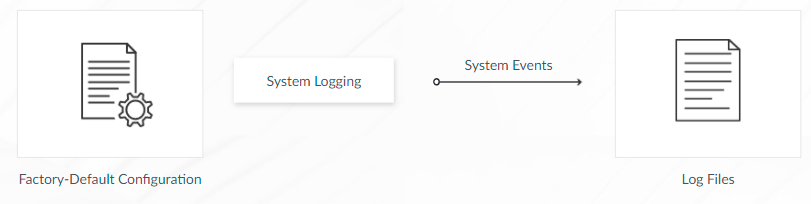 System Logging
System Events
Factory-Default Configuration
Log Files